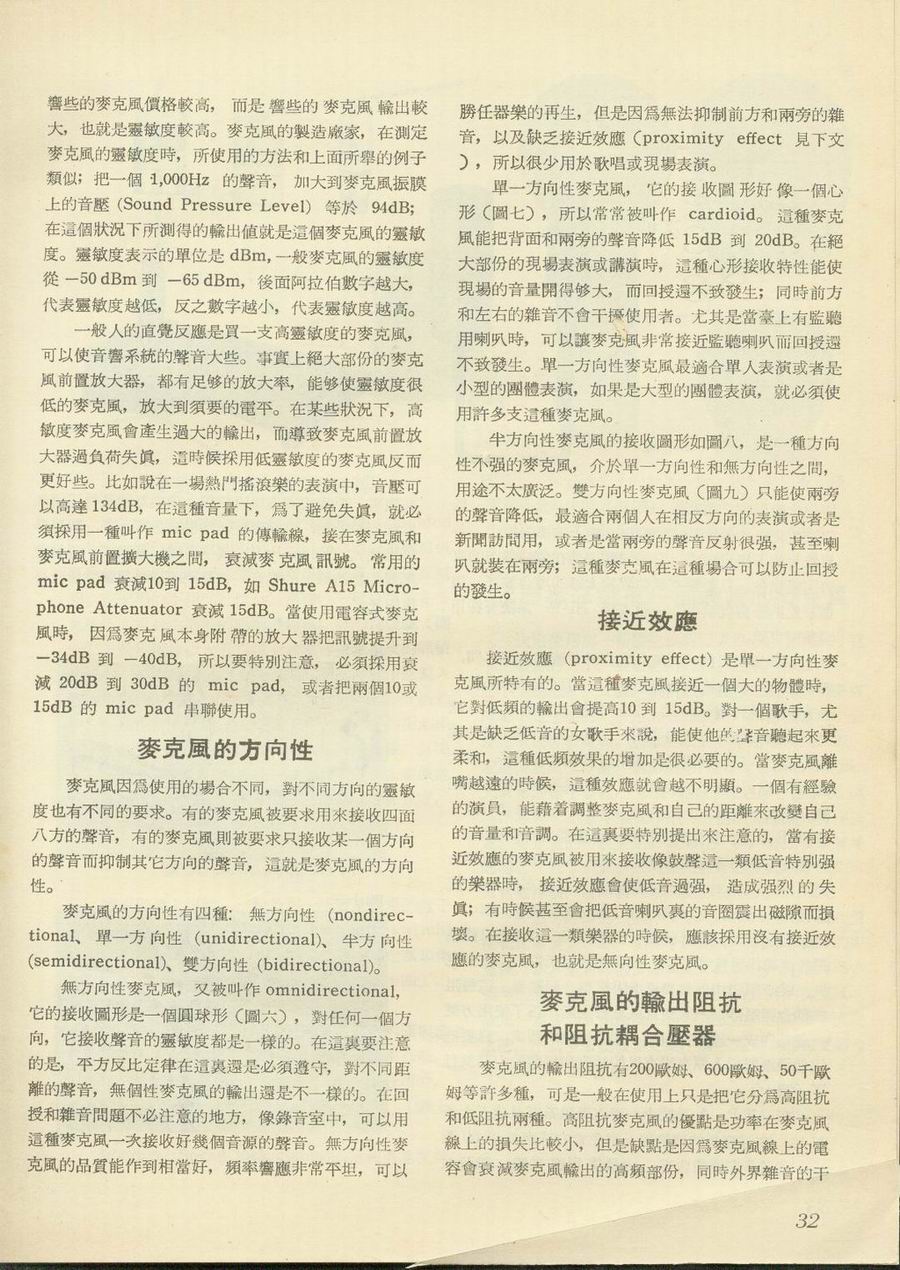 響些的麥克風價格較高，而是響些的麥克風輸出較
大，也就是靈敏度較高。麥克風的製造廠家，在測定
麥克風的靈敏度時，所使用的方法和上面所舉的例子
類似；把一個 1,000Hz 的聲音，加大到麥克風振膜
上的音壓 (Sound Pressure Level) 等於 94dB;
在這個狀況下所測得的輸出値就是這個麥克風的靈敏
度。靈敏度表示的單位是 dBm, 一般麥克風的靈敏度
從 －50 dBm 到 －65 dBm，後面阿拉伯數字越大，
代表靈敏度越低，反之數字越小，代表靈敏度越高。
一般人的直覺反應是買一支高靈敏度的麥克風，
可以使音響系統的聲音大些。事實上絕大部份的麥克
風前置放大器，都有足够的放大率，能够使靈敏度很
低的麥克風，放大到須要的電平。在某些狀況下，高
敏度麥克風會產生過大的輸出，而導致麥克風前置放
大器過負荷失眞，這時候採用低靈敏度的麥克風反而
更好些。比如說在一場熱鬥搖滾樂的表演中，音壓可
以高達 134dB，在這種音量下，爲了避免失眞，就必
須採用一種叫作 mic pad 的傳輸線，接在麥克風和
麥克風前置擴大機之間，衰減麥克風訊號。常用的
mic pad 衰減10到 15dB，如 Shure A15 Micro-
phone Attenuator 衰減 15dB。當使用電容式麥克
風時，因爲麥克風本身附帶的放大器把訊號提升到
－34dB 到 －40dB，所以要特別注意，必須採用衰
減 20dB 到 30dB 的 mic pad，或者把兩個10或
15dB 的 mic pad 串聯使用。
麥克風的方向性
麥克風因爲使用的場合不同，對不同方向的靈敏
度也有不同的要求。有的麥克風被要求用來接收四面
八方的聲音，有的麥克風則被要求只接收某一個方向
的聲音而抑制其它方向的聲音，這就是麥克風的方向
性。
麥克風的方向性有四種：無方向性 (nondirec-
tional、單一方向性 (unidirectional)、半方向性
(semidirectional)、雙方向性 (bidirectional)。
無方向性麥克風，又被叫作 omnidirectional,
它的接收圖形是一個圓球形（圖六），對任何一個方
向，它接收聲音的靈敏度都是一樣的。在這裏要注意
的是，平方反比定律在這裏還是必須遵守，對不同距
離的聲音，無個性麥克風的輸出還是不一樣的。在回
授和雜音問題不必注意的地方，像錄音室中，可以用
這種麥克風一次接收好幾個音源的聲音。無方向性麥
克風的品質能作到相當好，頻率響應非常平坦，可以
勝任器樂的再生，但是因爲無法抑制前方和兩旁的雜
音，以及缺乏接近效應（proximity effect 見下文
），所以很少用於歌唱或現場表演。
單一方向性麥克風，它的接收圖形好像一個心
形（圖七），所以常常被叫作 cardioid。這種麥克
風能把背面和兩旁的聲音降低 15dB 到 20dB。在絕
大部份的現場表演或講演時，這種心形接收特性能使
現場的音量開得够大，而回授還不致發生；同時前方
和左右的雜音不會干擾使用者。尤其是當臺上有監聽
用喇叭時，可以讓麥克風非常接近監聽喇叭而回授還
不致發生。單一方向性麥克風最適合單人表演或者是
小型的團體表演，如果是大型的團體表演，就必須使
用許多支這種麥克風。
半方向性麥克風的接收圖形如圖八，是一種方向
性不强的麥克風，介於單一方向性和無方向性之間，
用途不太廣泛。雙方向性麥克風（圖九）只能使兩旁
的聲音降低，最適合兩個人在相反方向的表演或者是
新聞訪問用，或者是當兩旁的聲音反射很强，甚至喇
叭就裝在兩旁；這種麥克風在這種場合可以防止回授
的發生。
接近效應
接近效應 (proximity effect) 是單一方向性麥
克風所特有的。當這種麥克風接近一個大的物體時，
它對低頻的輸出會提高10 到 15dB。對一個歌手，尤
其是缺乏低音的女歌手來說，能使他的聲音聽起來更
柔和，這種低頻效果的增加是很必要的。當麥克風離
嘴越遠的時候，這種效應就會越不明顯。一個有經驗
的演員，能藉着調整麥克風和自己的距離來改變自己
的音量和音調。在這裏要特別提出來注意的，當有接
近效應的麥克風被用來接收像鼓聲這一類低音特別强
的樂器時，接近效應會使低音過强，造成强烈的失
眞；有時候甚至會把低音喇叭裏的音圈震出磁隙而損
壞。在接收這一類樂器的時候，應該採用沒有接近效
應的麥克風，也就是無向性麥克風。
麥克風的輸出阻抗
和阻抗耦合壓器
麥克風的輸出阻抗有200歐姆、600歐姆、50千歐
姆等許多種，可是一般在使用上只是把它分爲高阻抗
和低阻抗兩種。高阻抗麥克風的優點是功率在麥克風
線上的損失比較小，但是缺點是因爲麥克風線上的電
容會衰減麥克風輸出的高頻部份，同時外界雜音的干
32